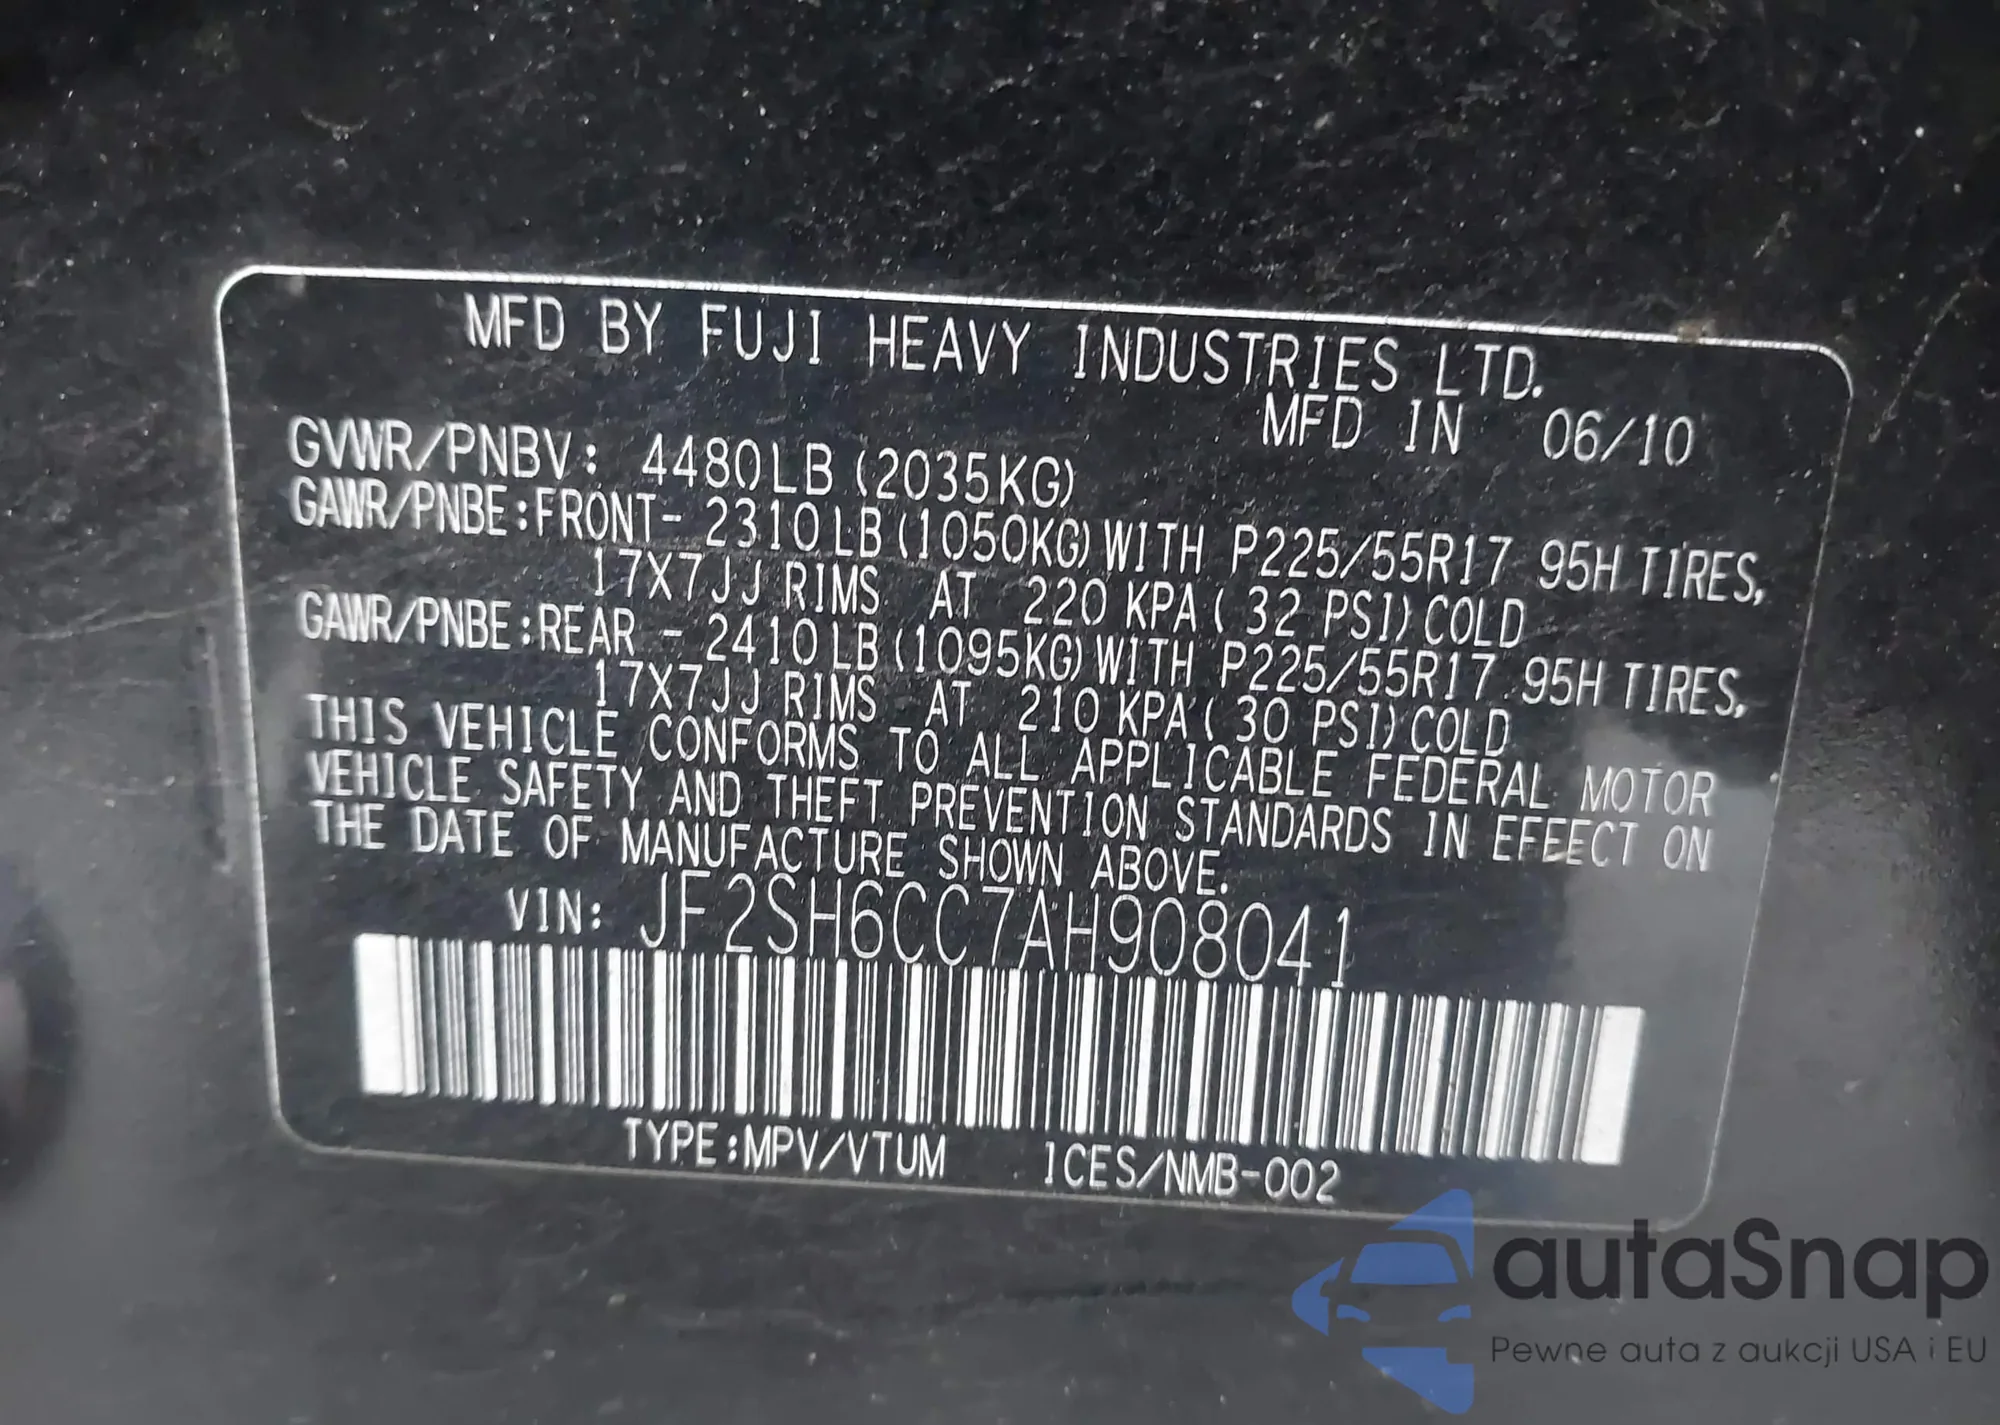 MFD BY FUJI HEAVY INDUSTRIES LTD.
MFD IN 06/10
GVWR/PNBV: 4480LB (2035KG)
GAWR/PNBE:FRONT- 2310LB(1050KG)WITH P225/55R17 95H TIRES,
17X7JJ RIMS AT 220 KPA( 32 PSI)COLD
GAWR/PNBE:REAR - 2410LB(1095KG)WITH P225/55R17 95H TIRES,
17X7JJ RIMS AT 210 KPA( 30 PSI)COLD
THIS VEHICLE CONFORMS TO ALL APPLICABLE FEDERAL MOTOR
VEHICLE SAFETY AND THEFT PREVENTION STANDARDS IN EFFECT ON
THE DATE OF MANUFACTURE SHOWN ABOVE.
VIN: JF2SH6CC7AH908041
TYPE:MPV/VTUM ICES/NMB-002
autaSnap
Pewne auta z aukcji USA i EU